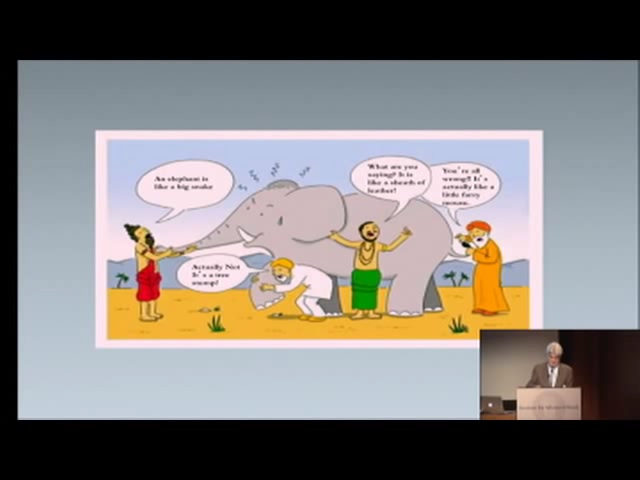 An elephant is
like a big snake
What are you
saying? It is
like a sheath of
leather!
You're all
wrong!! It's
actually like a
little furry
mouse.
Actually Not
It's a tree
stump!